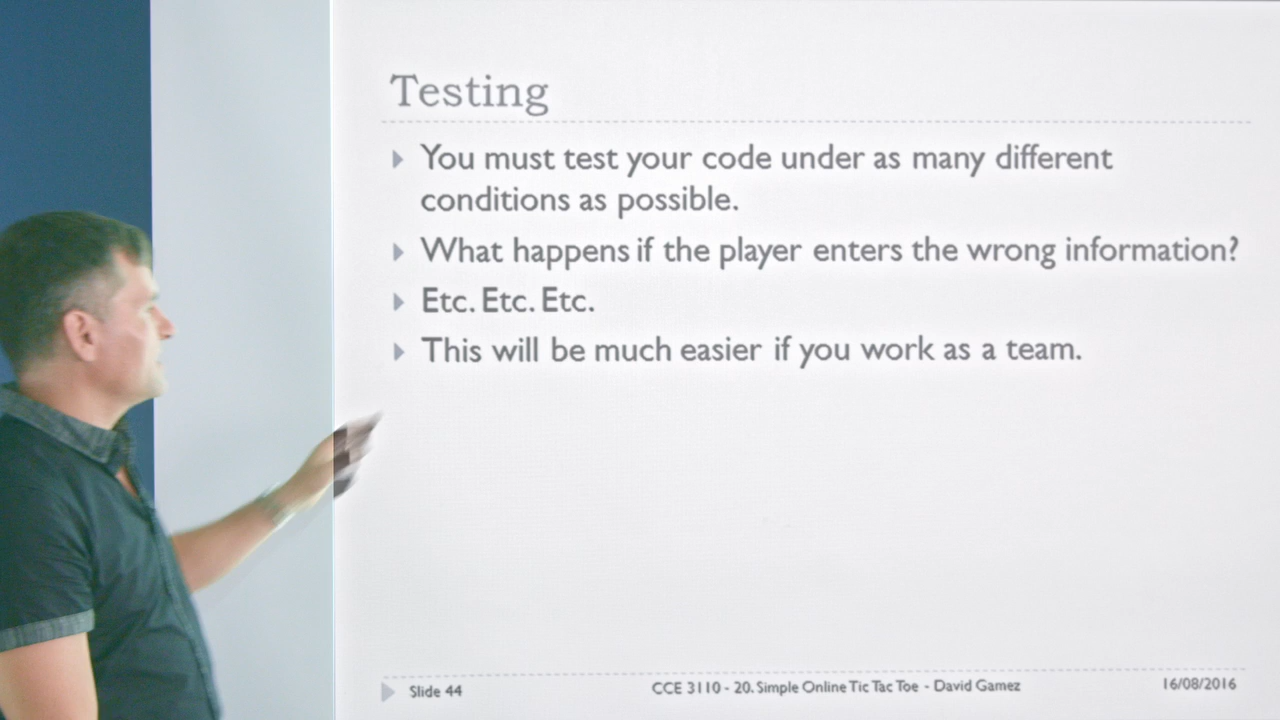 Testing
You must test your code under as many different
conditions as possible.
What happens if the player enters the wrong information?
Etc. Etc. Etc.
This will be much easier if you work as a team.
Slide 44
CCE 3110 - 20. Simple Online Tic Tac Toe - David Gamez
16/08/2016